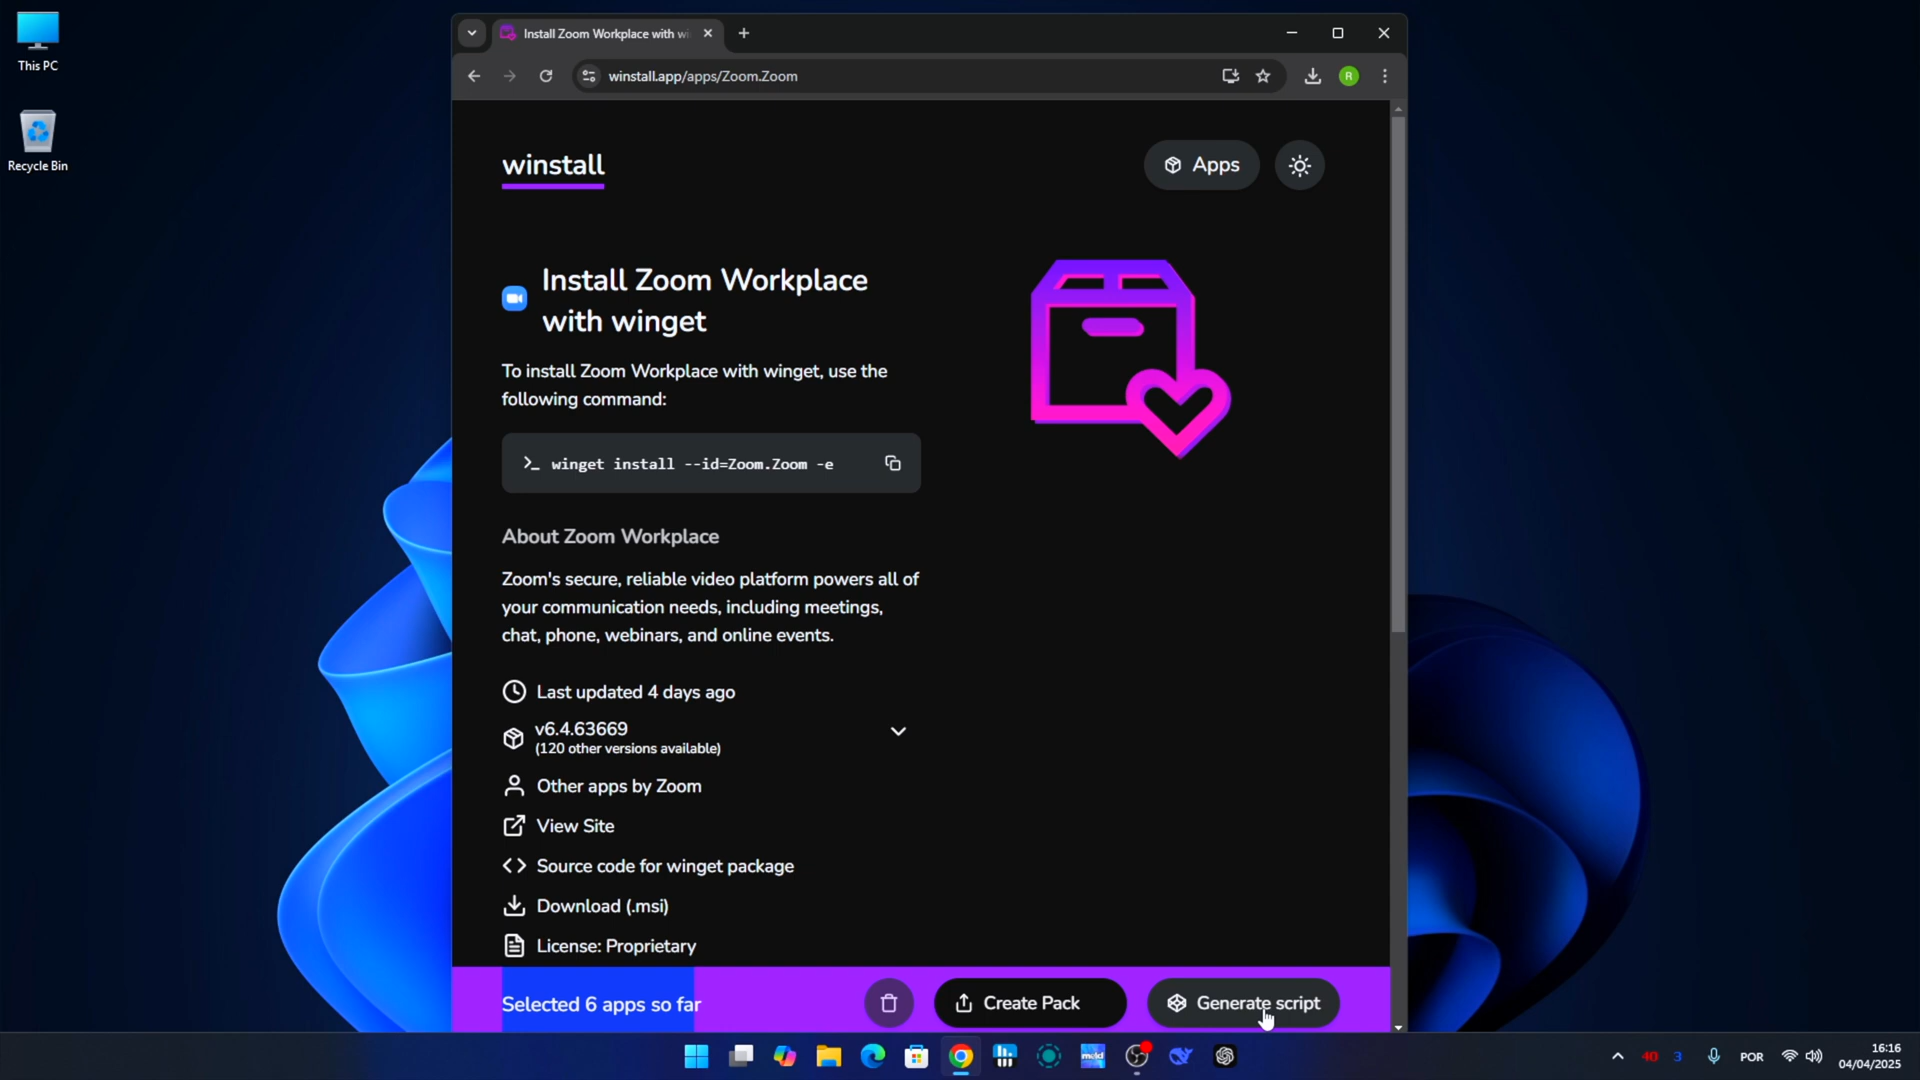 This PC
Recycle Bin
Install Zoom Workplace with wi
winstall.app/apps/Zoom.Zoom
R
winstall
Apps
Install Zoom Workplace
with winget
To install Zoom Workplace with winget, use the
following command:
>_ winget install --id=Zoom.Zoom -e
About Zoom Workplace
Zoom's secure, reliable video platform powers all of
your communication needs, including meetings,
chat, phone, webinars, and online events.
Last updated 4 days ago
v6.4.63669
(120 other versions available)
Other apps by Zoom
View Site
Source code for winget package
Download (.msi)
License: Proprietary
Selected 6 apps so far
Create Pack
Generate script
40
3
POR
16:16
04/04/2025